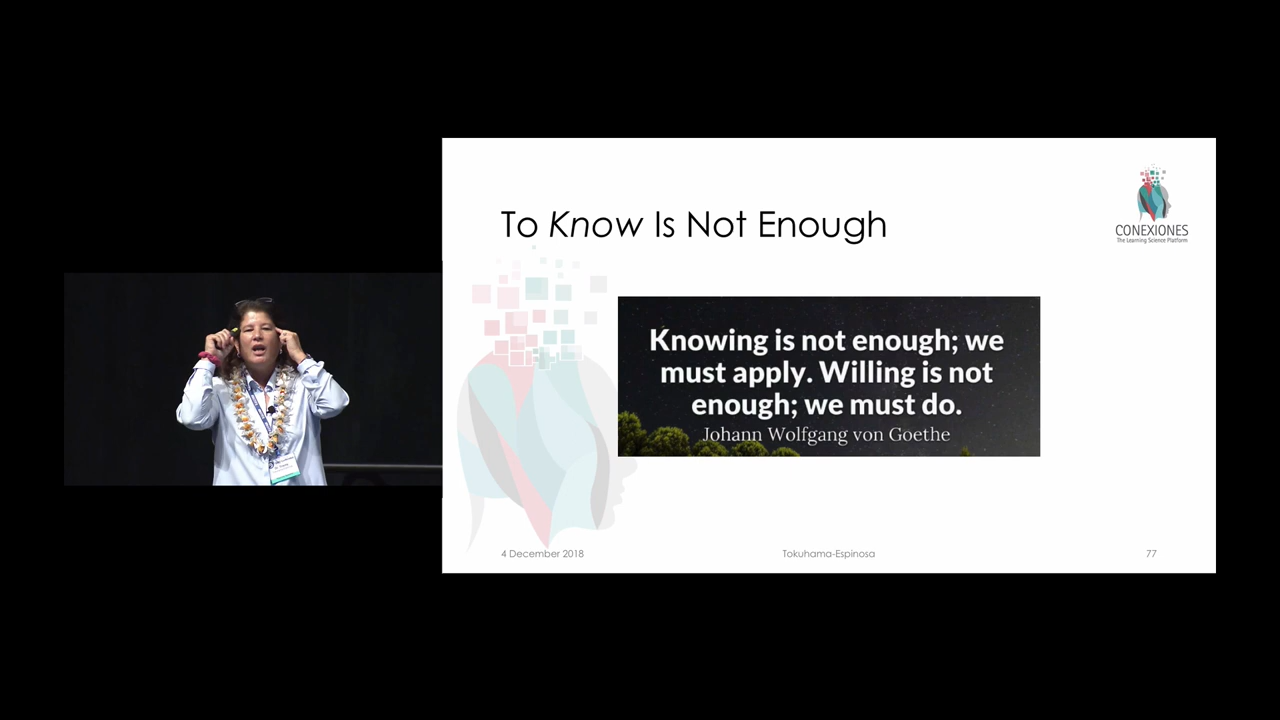 To Know Is Not Enough
CONEXIONES
The Learning Science Platform
Knowing is not enough; we
must apply. Willing is not
enough; we must do.
Johann Wolfgang von Goethe
4 December 2018
Tokuhama-Espinosa
77